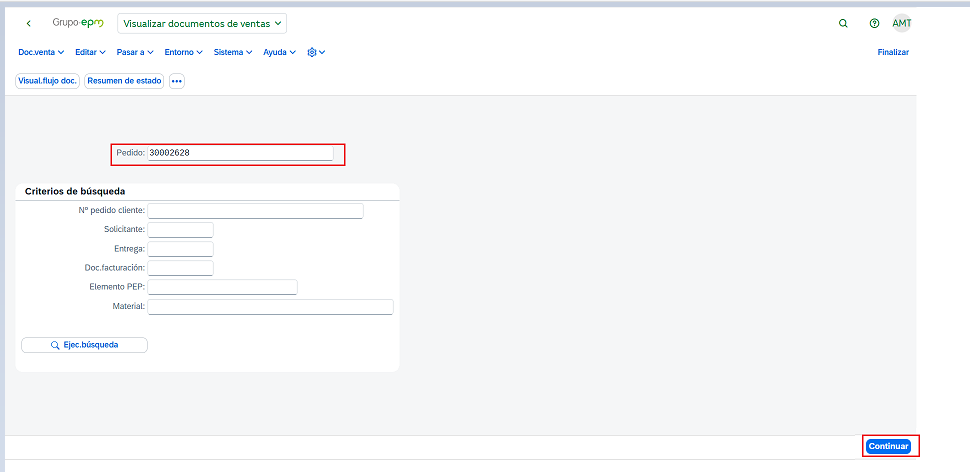 Grupo·epm Visualizar documentos de ventas AMT
Doc.venta Editar Pasar a Entorno Sistema Ayuda Finalizar
Visual.flujo doc. Resumen de estado
Pedido: 30002628
Criterios de búsqueda
Nº pedido cliente:
Solicitante:
Entrega:
Doc.facturación:
Elemento PEP:
Material:
Ejec.búsqueda
Continuar